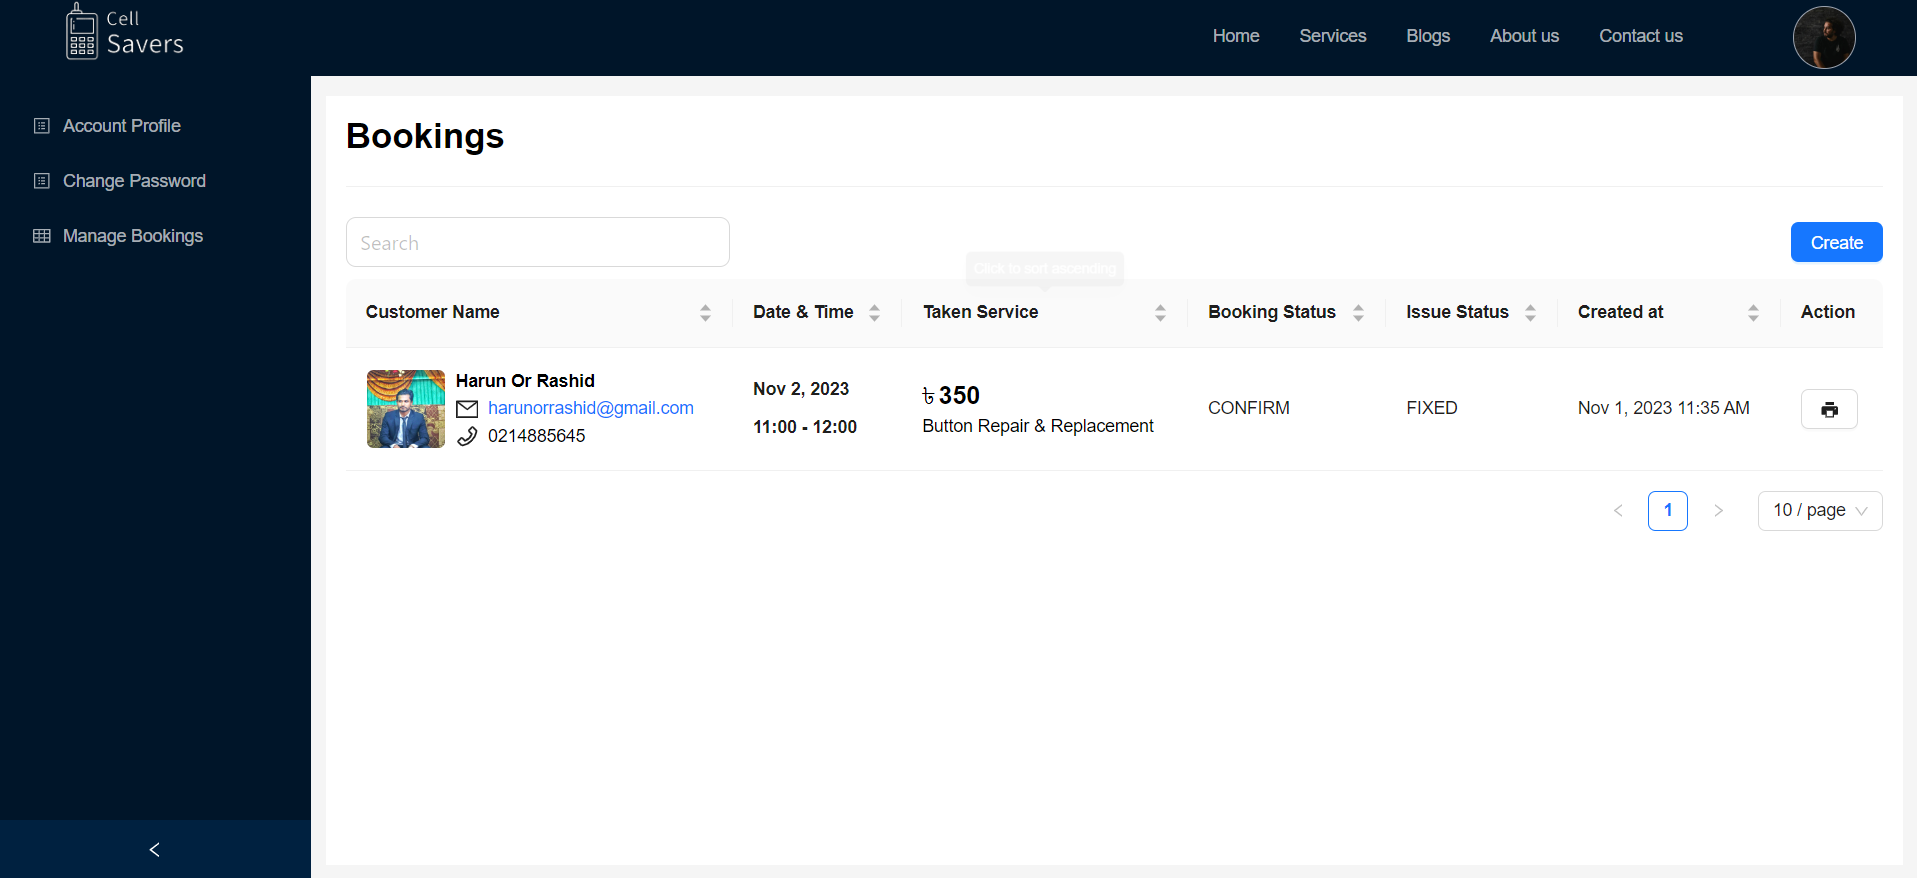 Cell
Savers
Home Services Blogs About us Contact us
Account Profile
Change Password
Manage Bookings
Bookings
Search
Create
Click to sort ascending
Customer Name Date & Time Taken Service Booking Status Issue Status Created at Action
Harun Or Rashid
harunorrashid@gmail.com
0214885645
Nov 2, 2023
11:00 - 12:00
৳ 350
Button Repair & Replacement
CONFIRM
FIXED
Nov 1, 2023 11:35 AM
1
10 / page